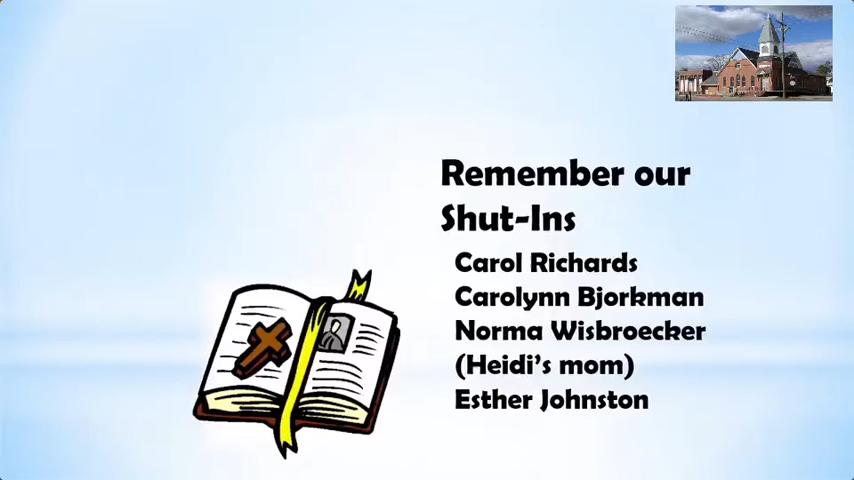 Remember our
Shut-Ins
Carol Richards
Carolynn Bjorkman
Norma Wisbroecker
(Heidi's mom)
Esther Johnston